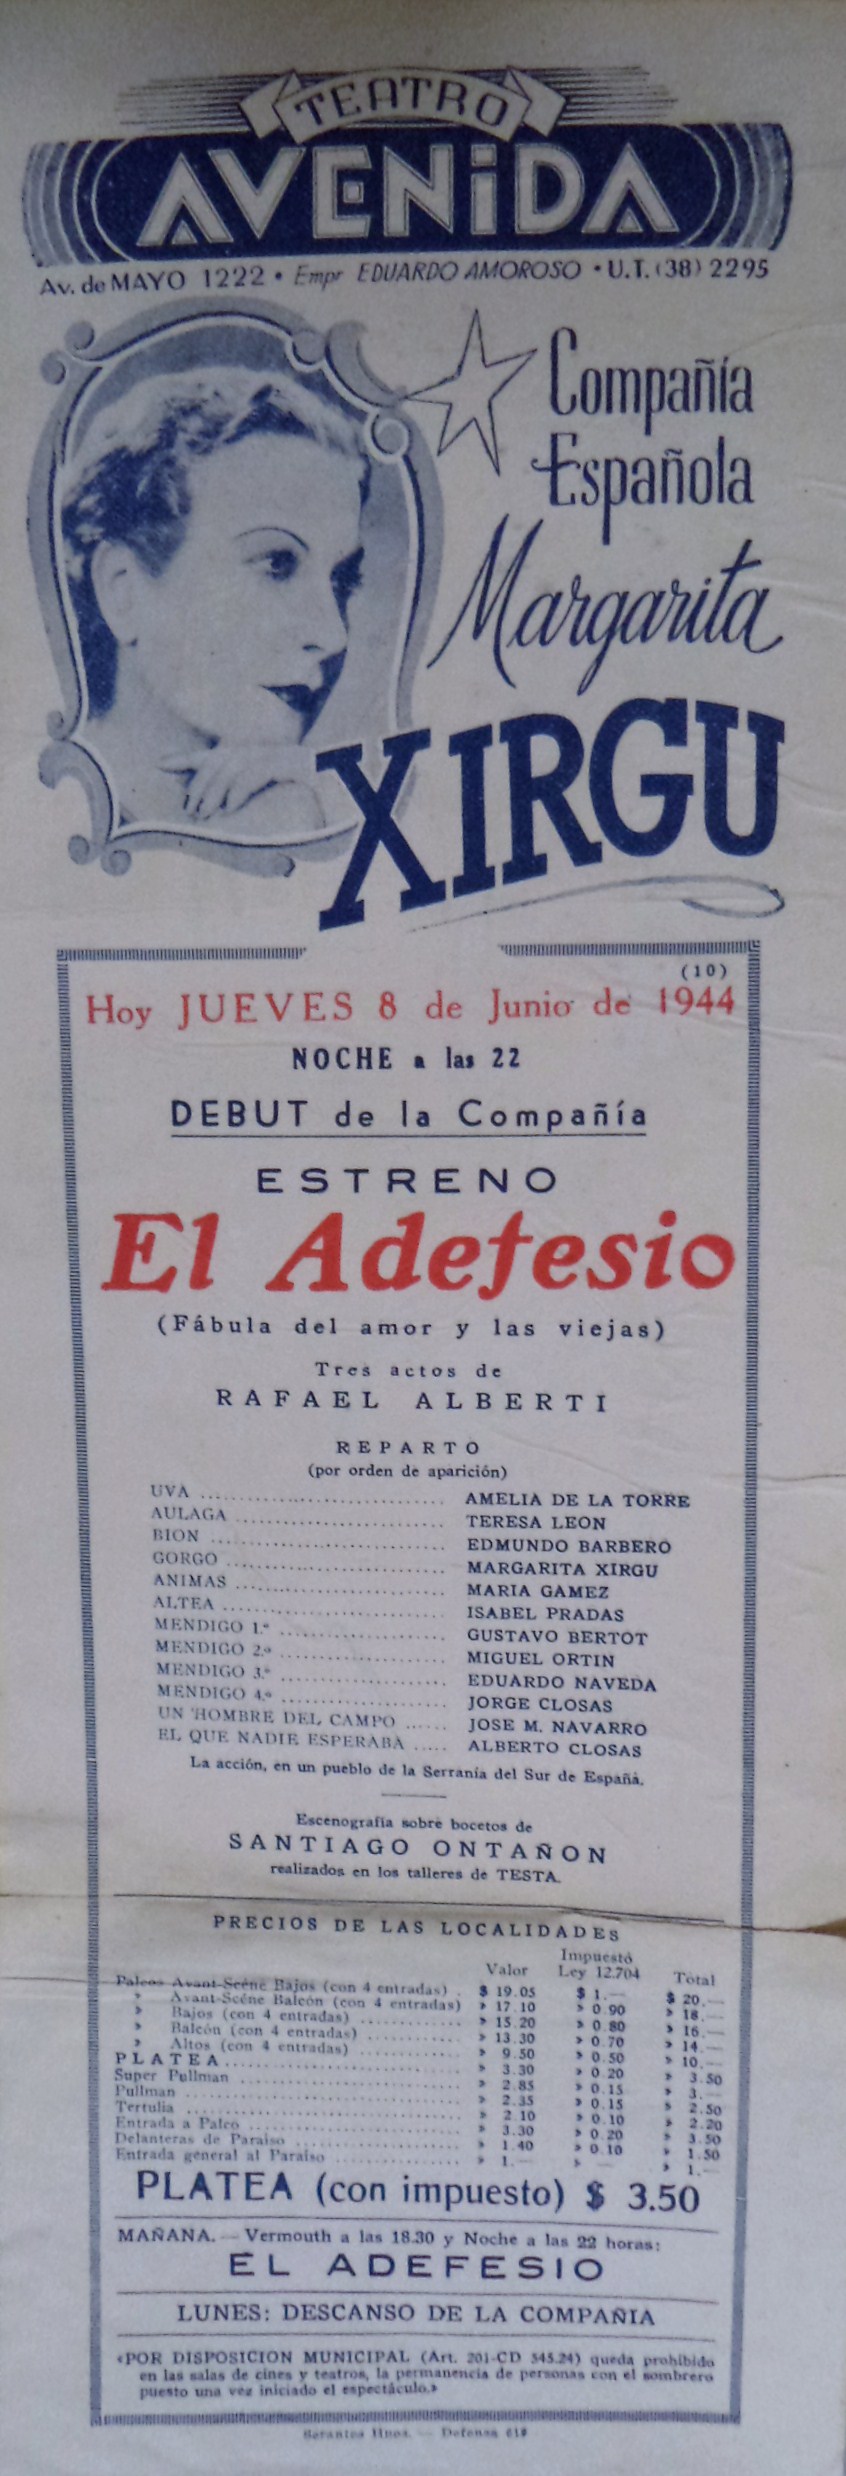 TEATRO
AVENiDA
Av. de MAYO 1222 • Empr EDUARDO AMOROSO • U.T. (38) 2295
Compañía
Española
Margarita
XIRGU
(10)
Hoy JUEVES 8 de Junio de 1944
NOCHE a las 22
DEBUT de la Compañía
ESTRENO
El Adefesio
(Fábula del amor y las viejas)
Tres actos de
RAFAEL ALBERTI
REPARTO
(por orden de aparición)
UVA .............................. AMELIA DE LA TORRE
AULAGA .......................... TERESA LEON
BION ............................. EDMUNDO BARBERO
GORGO ........................... MARGARITA XIRGU
ANIMAS .......................... MARIA GAMEZ
ALTEA ........................... ISABEL PRADAS
MENDIGO 1.º .................... GUSTAVO BERTOT
MENDIGO 2.º .................... MIGUEL ORTIN
MENDIGO 3.º .................... EDUARDO NAVEDA
MENDIGO 4.º .................... JORGE CLOSAS
UN HOMBRE DEL CAMPO ...... JOSE M. NAVARRO
EL QUE NADIE ESPERABA ..... ALBERTO CLOSAS
La acción, en un pueblo de la Serranía del Sur de España.
Escenografía sobre bocetos de
SANTIAGO ONTAÑON
realizados en los talleres de TESTA.
PRECIOS DE LAS LOCALIDADES
Valor Impuesto Ley 12.704 Total
Palcos Avant-Scéne Bajos (con 4 entradas) . $ 19.05 $ 1.— $ 20.—
» Avant-Scéne Balcón (con 4 entradas) » 17.10 » 0.90 » 18.—
» Bajos (con 4 entradas) ............... » 15.20 » 0.80 » 16.—
» Balcón (con 4 entradas) ............. » 13.30 » 0.70 » 14.—
» Altos (con 4 entradas) ............... » 9.50 » 0.50 » 10.—
PLATEA .............................. » 3.30 » 0.20 » 3.50
Super Pullman ........................ » 2.85 » 0.15 » 3.—
Pullman .............................. » 2.35 » 0.15 » 2.50
Tertulia .............................. » 2.10 » 0.10 » 2.20
Entrada a Palco ...................... » 3.30 » 0.20 » 3.50
Delanteras de Paraiso ................ » 1.40 » 0.10 » 1.50
Entrada general al Paraíso ............ » 1.— » — » 1.—
PLATEA (con impuesto) $ 3.50
MAÑANA. — Vermouth a las 18.30 y Noche a las 22 horas:
EL ADEFESIO
LUNES: DESCANSO DE LA COMPAÑIA
«POR DISPOSICION MUNICIPAL (Art. 201-CD 545.24) queda prohibido
en las salas de cines y teatros, la permanencia de personas con el sombrero
puesto una vez iniciado el espectáculo.»
Hnos. — Defensa